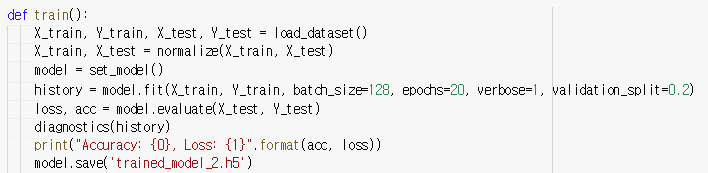 def train():
    X_train, Y_train, X_test, Y_test = load_dataset()
    X_train, X_test = normalize(X_train, X_test)
    model = set_model()
    history = model.fit(X_train, Y_train, batch_size=128, epochs=20, verbose=1, validation_split=0.2)
    loss, acc = model.evaluate(X_test, Y_test)
    diagnostics(history)
    print("Accuracy: {0}, Loss: {1}".format(acc, loss))
    model.save('trained_model_2.h5')